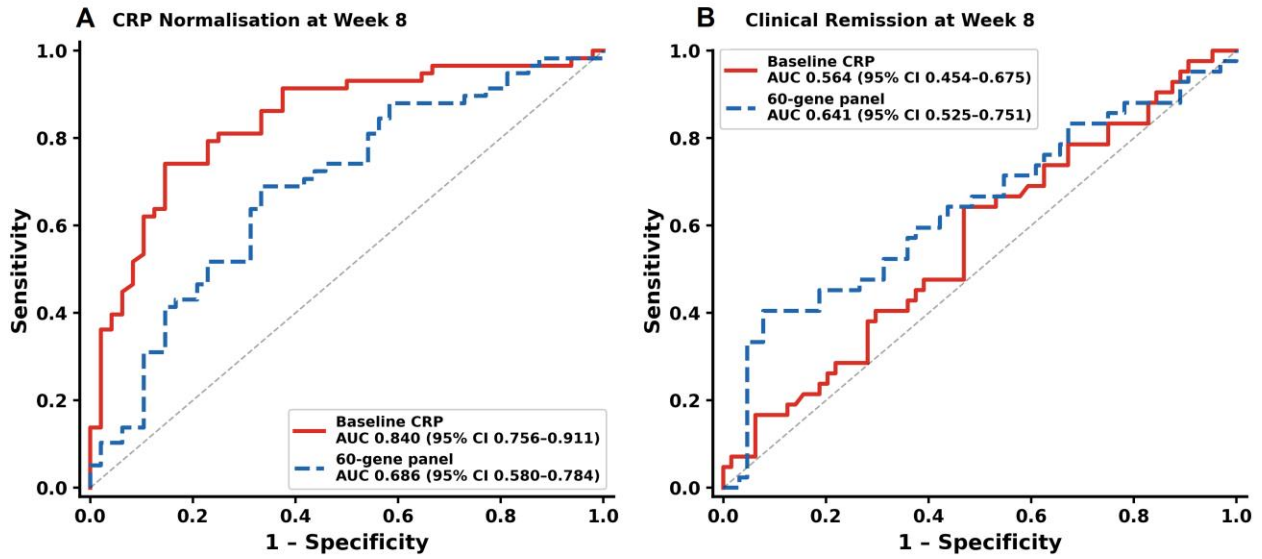 A CRP Normalisation at Week 8
1.0
0.8
0.6
0.4
0.2
0.0
Sensitivity
Baseline CRP
AUC 0.840 (95% CI 0.756–0.911)
60-gene panel
AUC 0.686 (95% CI 0.580–0.784)
0.0 0.2 0.4 0.6 0.8 1.0
1 – Specificity
B Clinical Remission at Week 8
1.0
0.8
0.6
0.4
0.2
0.0
Sensitivity
Baseline CRP
AUC 0.564 (95% CI 0.454–0.675)
60-gene panel
AUC 0.641 (95% CI 0.525–0.751)
0.0 0.2 0.4 0.6 0.8 1.0
1 – Specificity